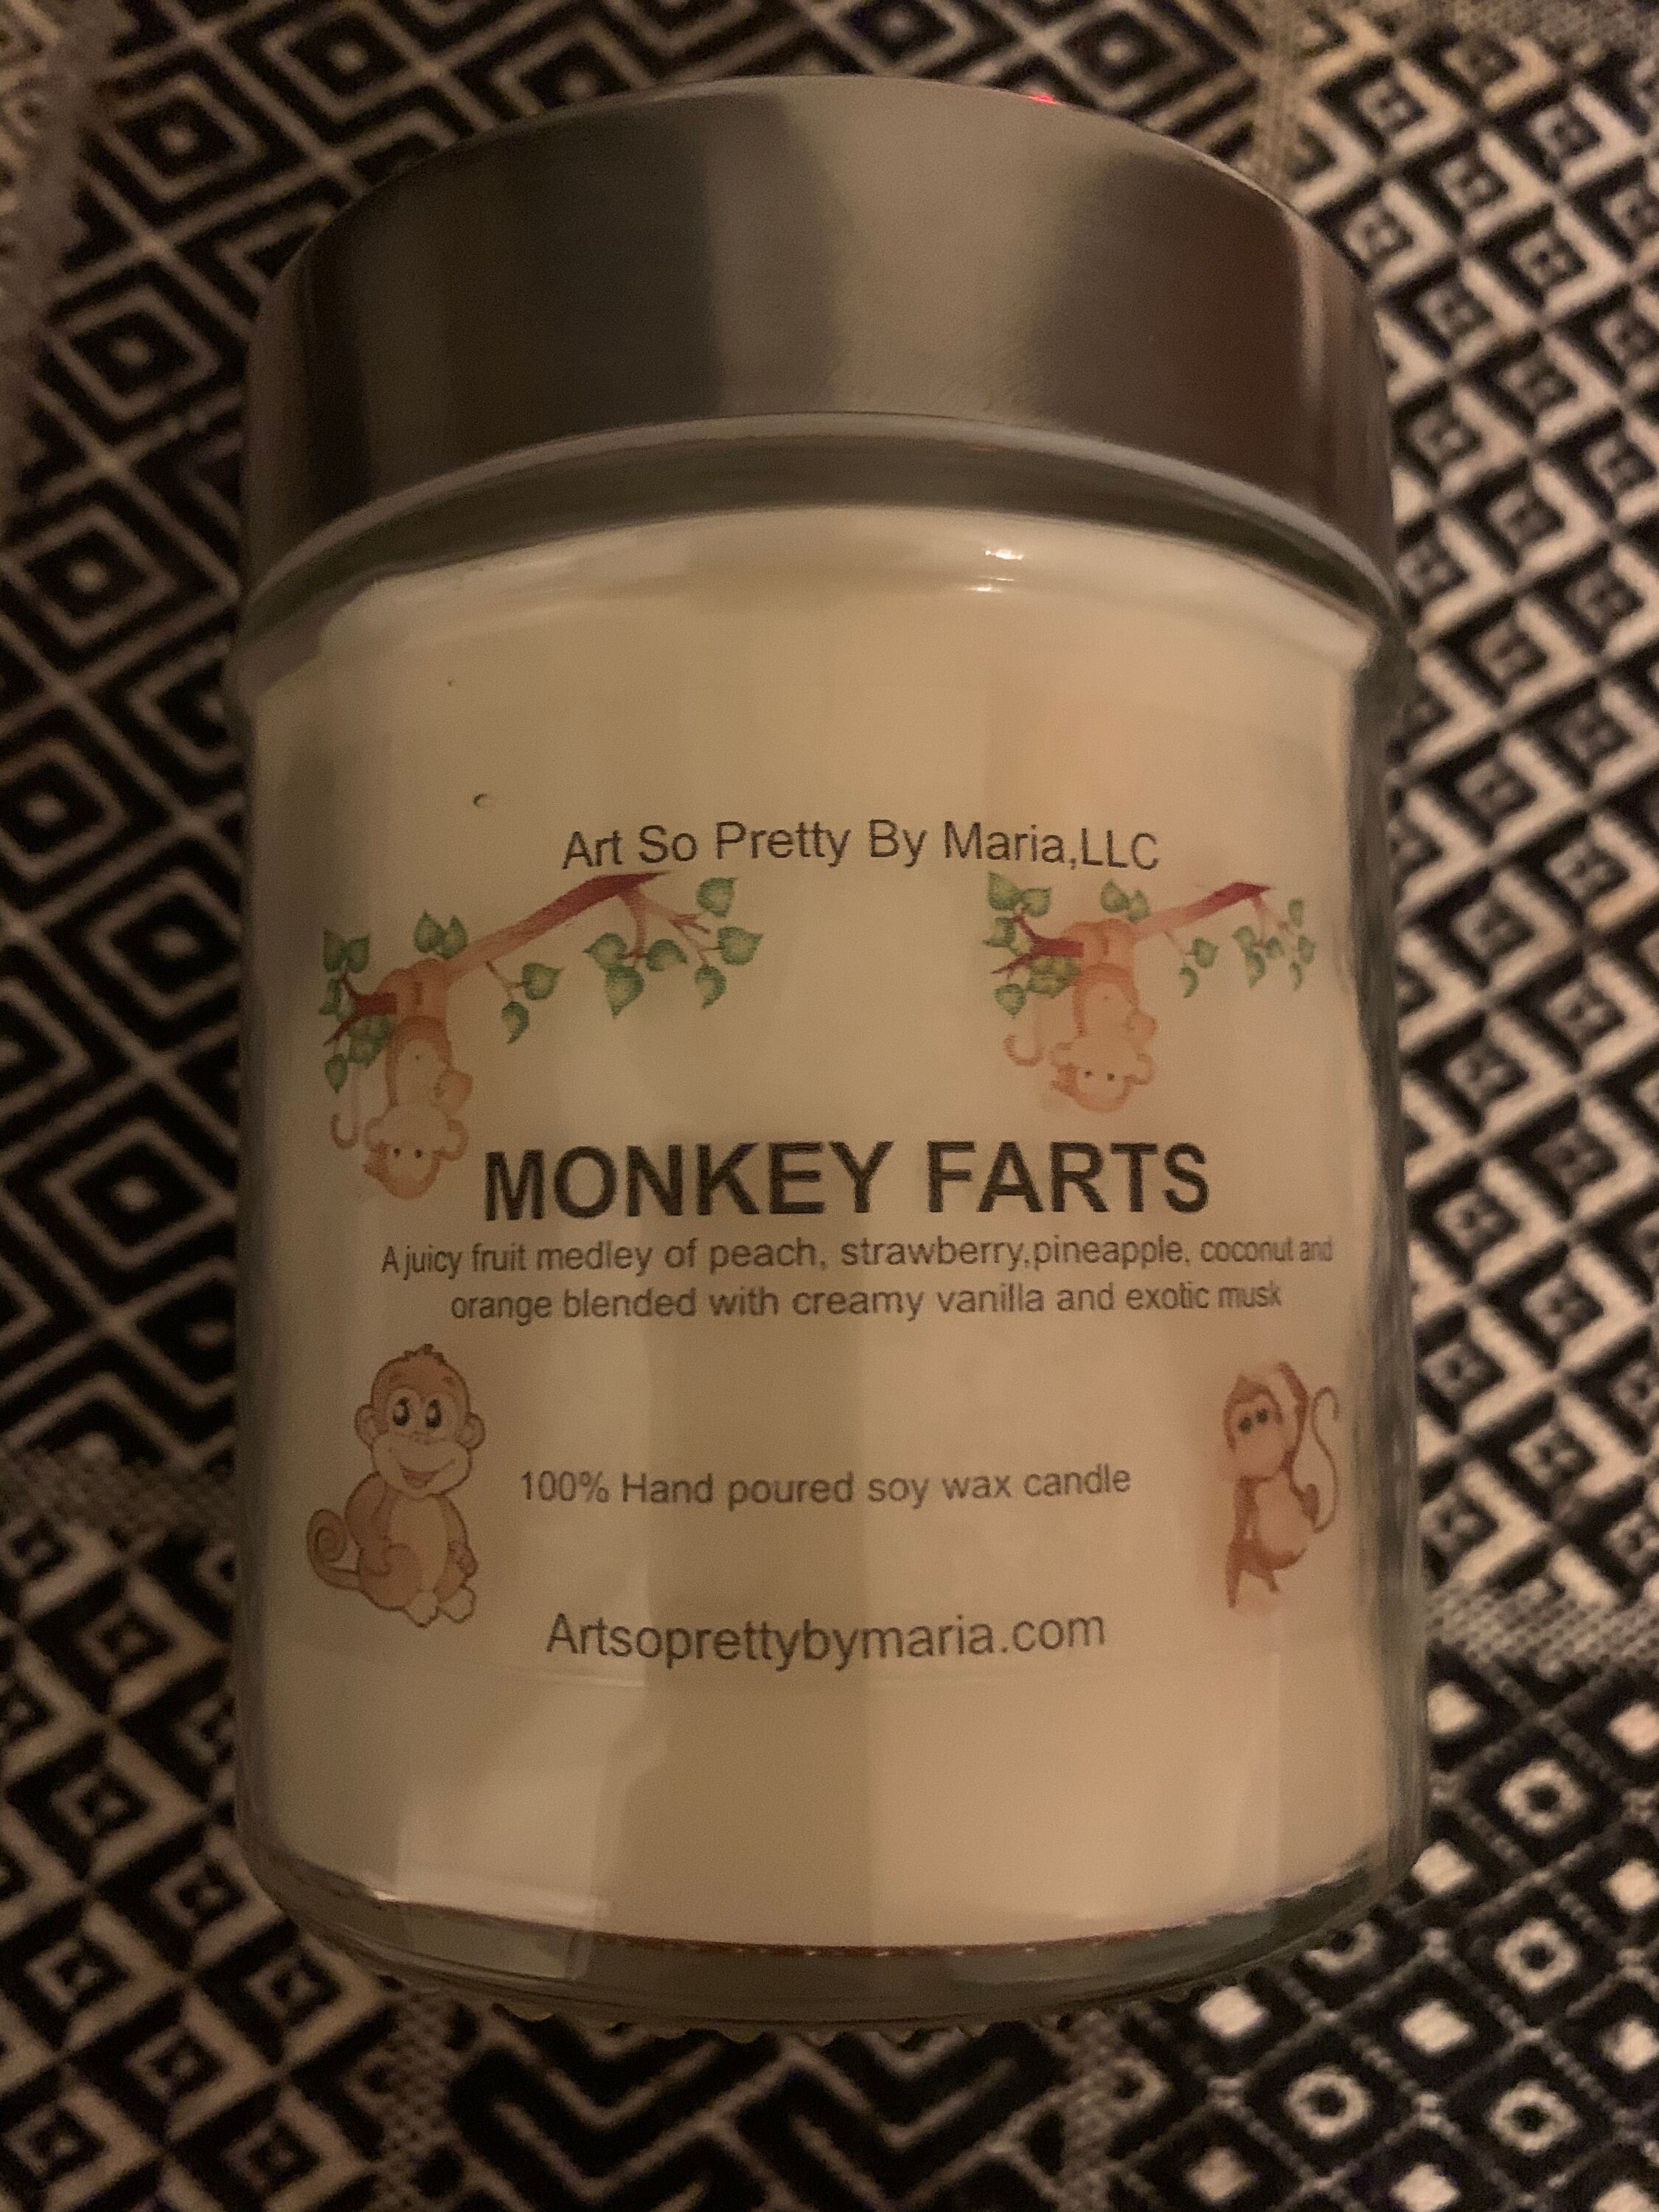 Art So Pretty By Maria,LLC
MONKEY FARTS
A juicy fruit medley of peach, strawberry,pineapple, coconut and
orange blended with creamy vanilla and exotic musk
100% Hand poured soy wax candle
Artsoprettybymaria.com